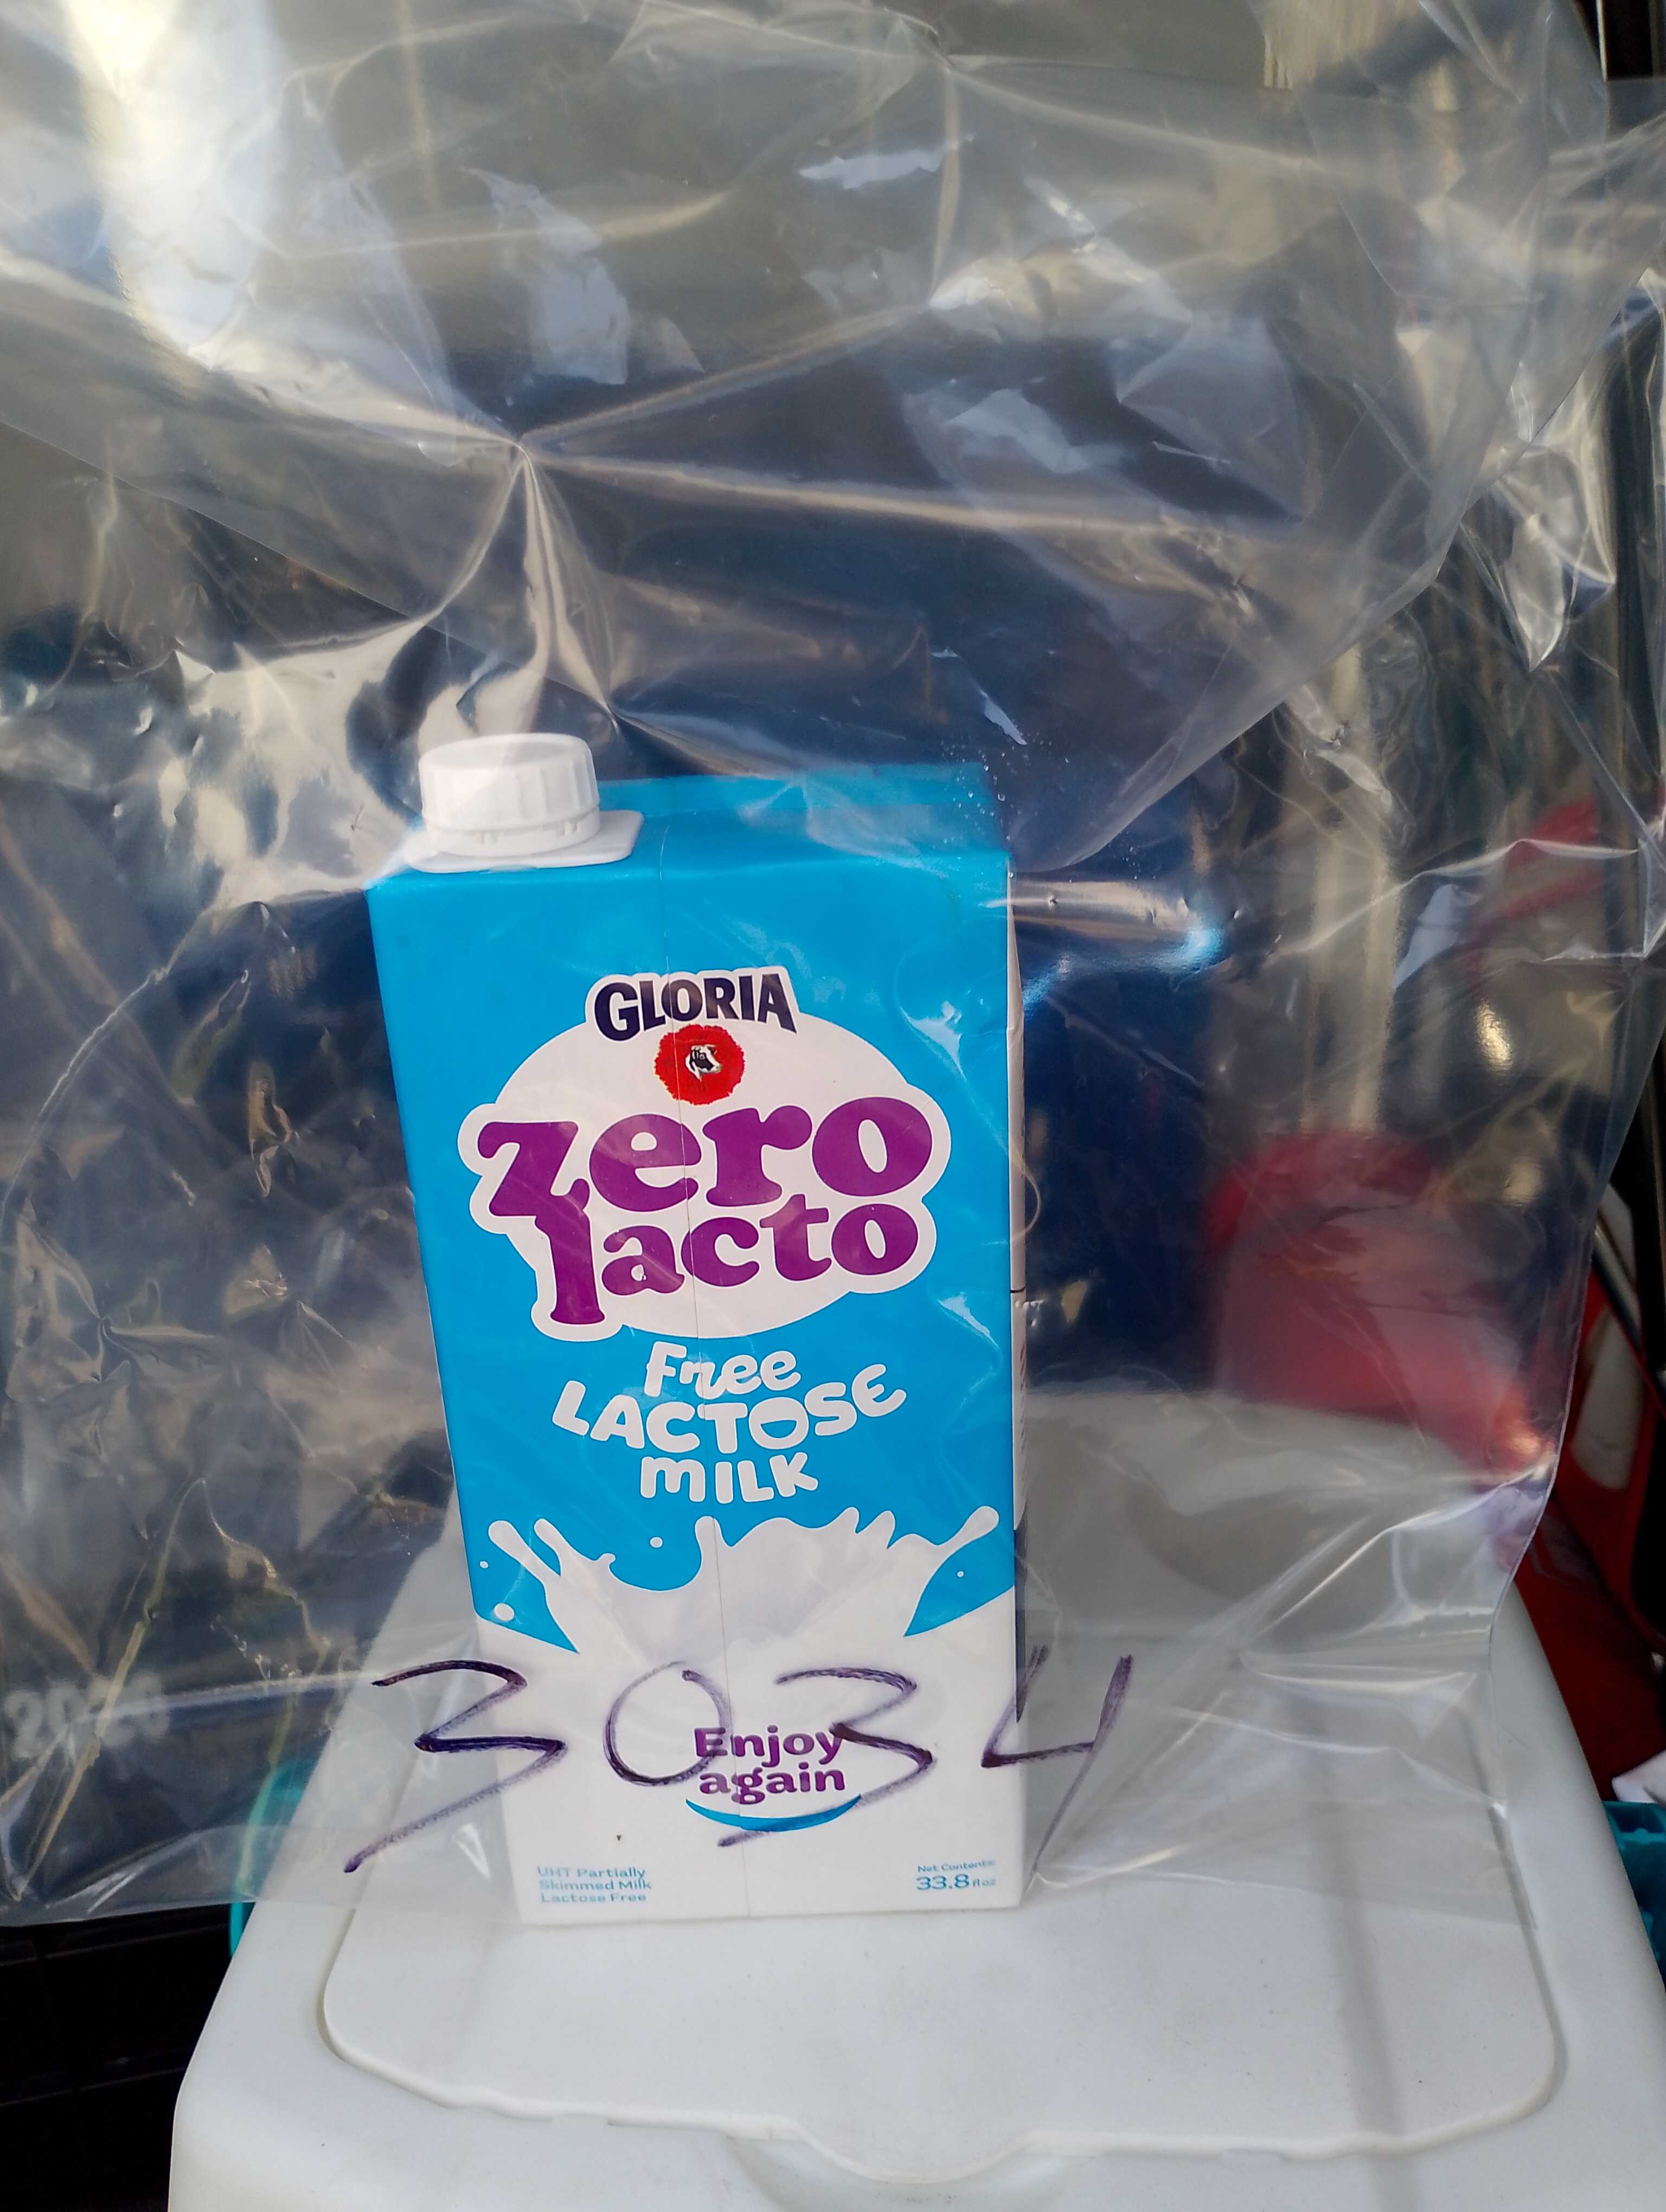 GLORIA
zero
lacto
Free
LACTOSE
MILK
3034
Enjoy
again
UHT Partially
Skimmed Milk
Lactose Free
Net Contents:
33.8 fl oz